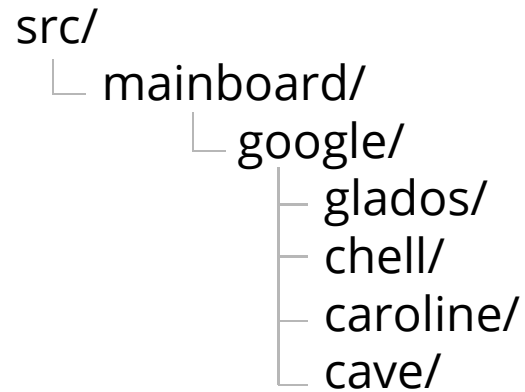 src/
mainboard/
google/
glados/
chell/
caroline/
cave/